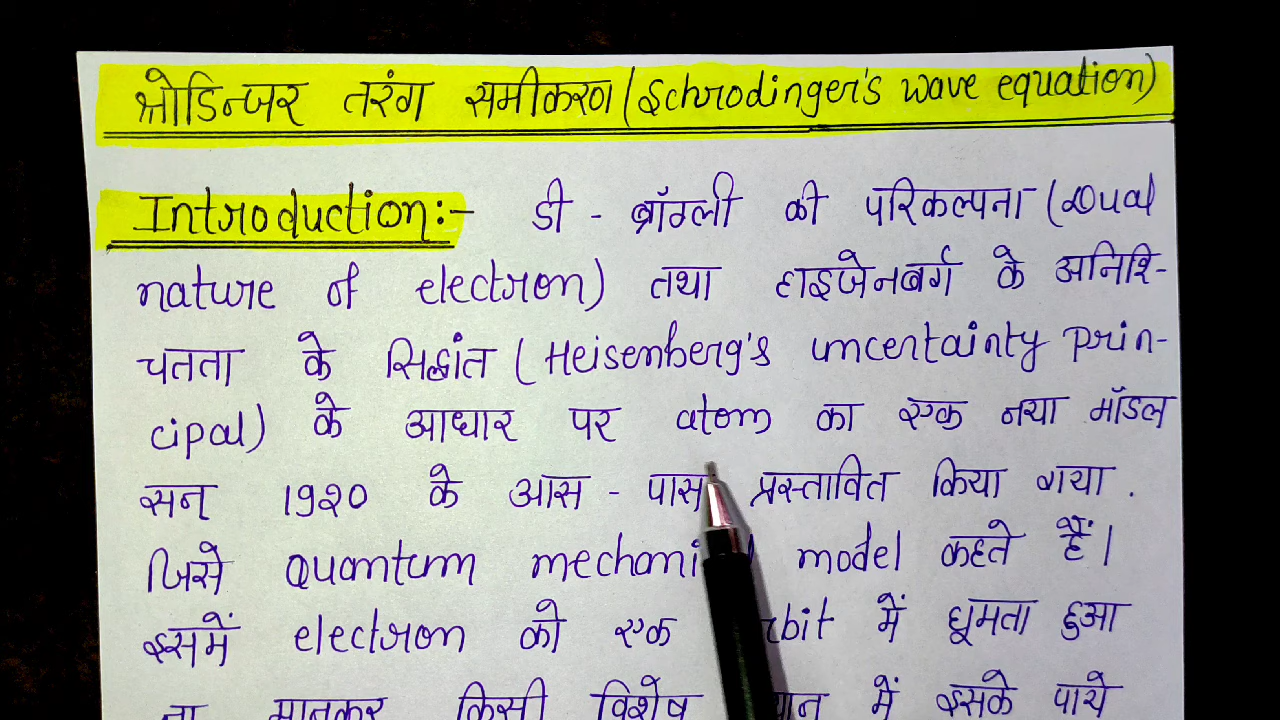 श्रोडिन्जर तरंग समीकरण (Schrodinger's wave equation)
Introduction:- डी - ब्रॉग्ली की परिकल्पना (Dual
nature of electron) तथा हाइजेनबर्ग के अनिश्-
चतता के सिद्धांत (Heisenberg's uncertainty prin-
cipal) के आधार पर atom का एक नया मॉडल
सन् 1920 के आस - पास प्रस्तावित किया गया .
जिसे Quantum mechani model कहते हैं।
इसमें electron को एक bit में घूमता हुआ
ना मानकर किसी विशेष में इसके पाये